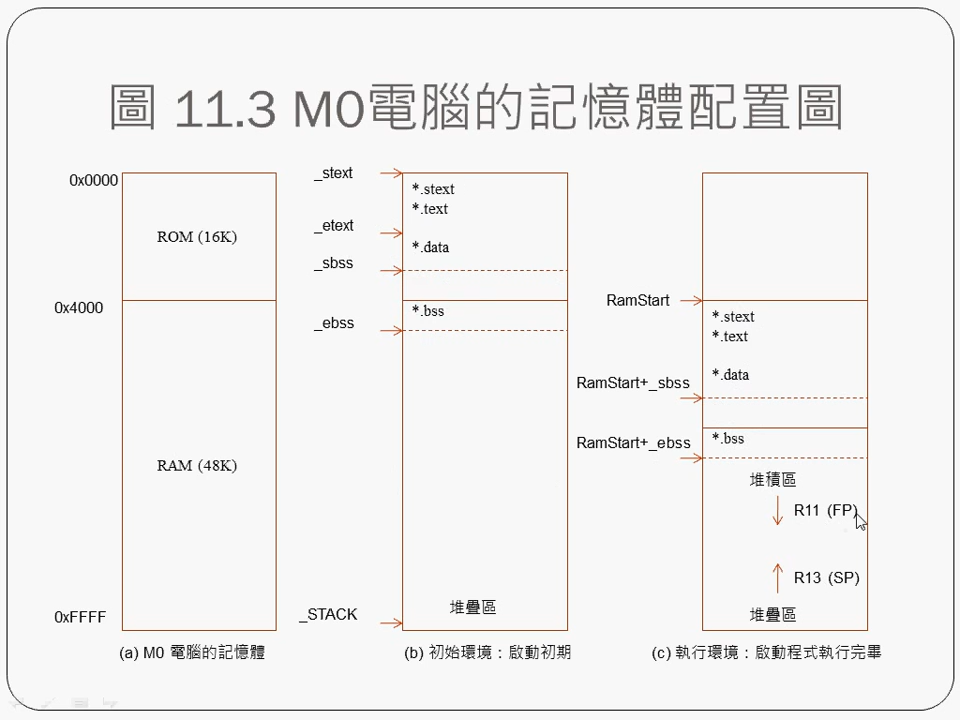 圖 11.3 M0電腦的記憶體配置圖
0x0000
ROM (16K)
0x4000
RAM (48K)
0xFFFF
(a) M0 電腦的記憶體
_stext
*.stext
*.text
_etext
*.data
_sbss
*.bss
_ebss
堆疊區
_STACK
(b) 初始環境：啟動初期
RamStart
*.stext
*.text
*.data
RamStart+_sbss
*.bss
RamStart+_ebss
堆積區
R11 (FP)
R13 (SP)
堆疊區
(c) 執行環境：啟動程式執行完畢